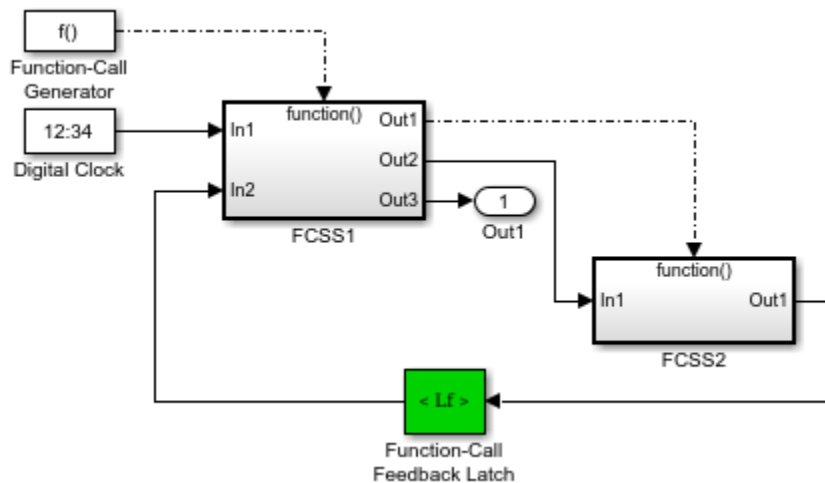 f()
Function-Call
Generator
12:34
Digital Clock
function()
In1
In2
Out1
Out2
Out3
FCSS1
1
Out1
function()
In1
Out1
FCSS2
< Lf >
Function-Call
Feedback Latch